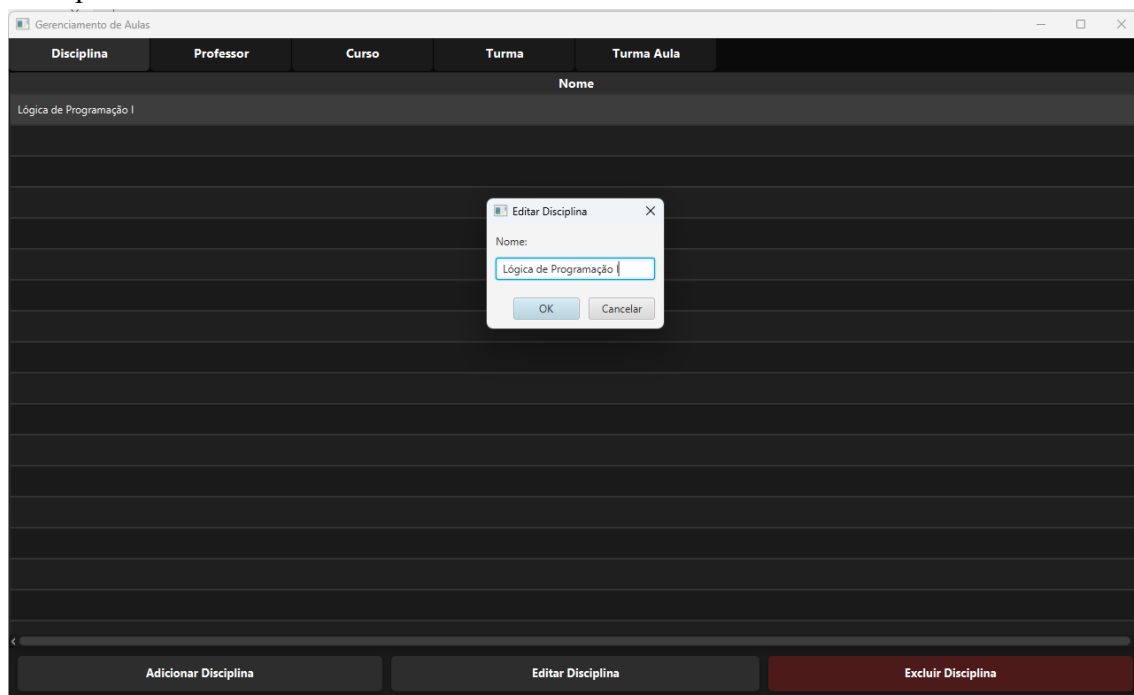 Gerenciamento de Aulas
Disciplina Professor Curso Turma Turma Aula
Nome
Lógica de Programação I
Editar Disciplina
Nome:
Lógica de Programação I
OK Cancelar
Adicionar Disciplina Editar Disciplina Excluir Disciplina